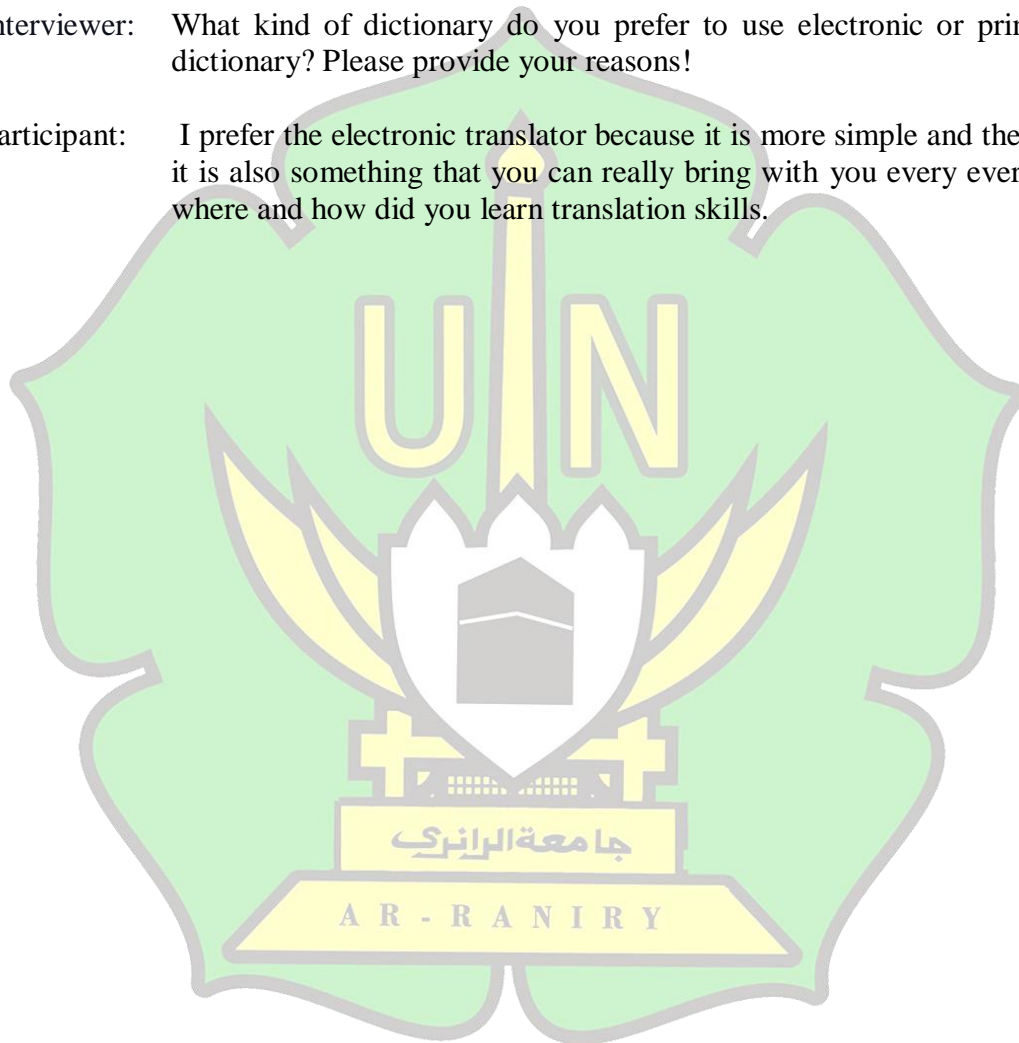 nterviewer: What kind of dictionary do you prefer to use electronic or prin
dictionary? Please provide your reasons!
articipant: I prefer the electronic translator because it is more simple and the
it is also something that you can really bring with you every ever
where and how did you learn translation skills.
UIN
جامعةالرانري
AR-RANIRY